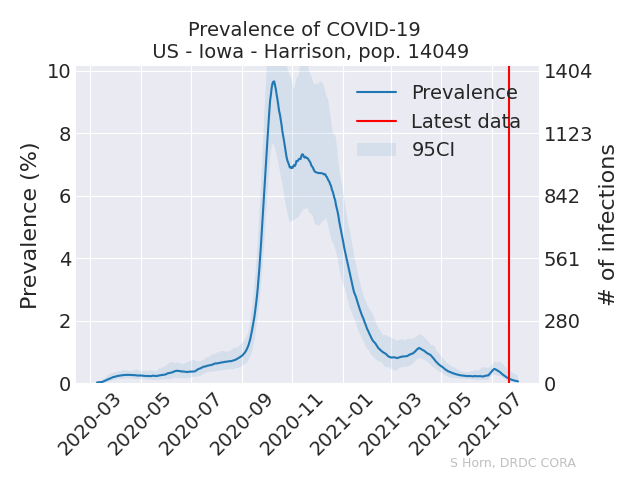 Prevalence of COVID-19
US - Iowa - Harrison, pop. 14049
Prevalence (%)
10
8
6
4
2
0
Prevalence
Latest data
95CI
1404
1123
842
561
280
0
# of infections
2020-03
2020-05
2020-07
2020-09
2020-11
2021-01
2021-03
2021-05
2021-07
S Horn, DRDC CORA